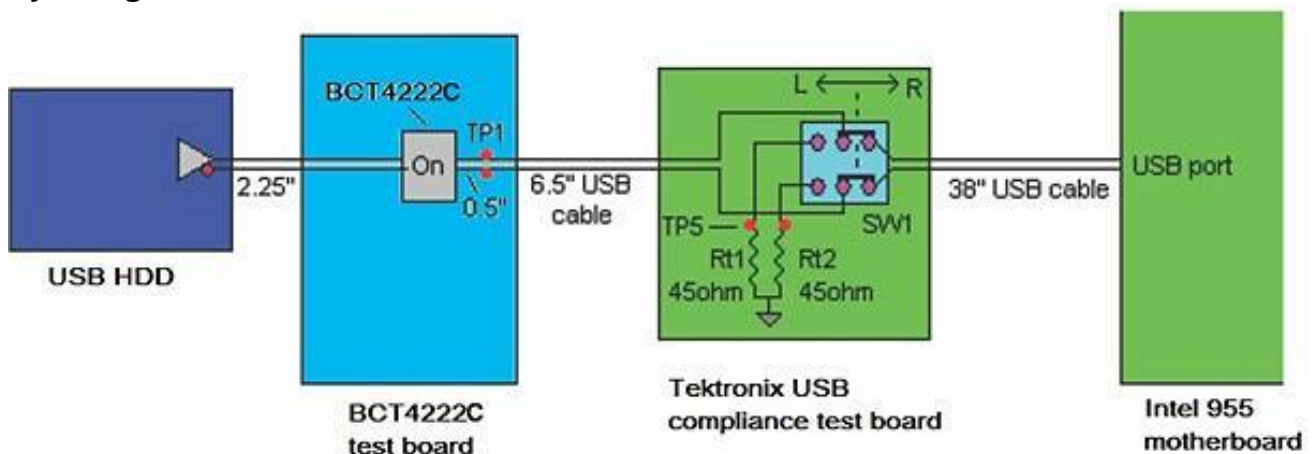 BCT4222C
L
R
TP1
On
2.25"
0.5"
6.5" USB
cable
38" USB cable
USB port
TP5
SW1
Rt1
Rt2
45ohm
45ohm
USB HDD
BCT4222C
test board
Tektronix USB
compliance test board
Intel 955
motherboard